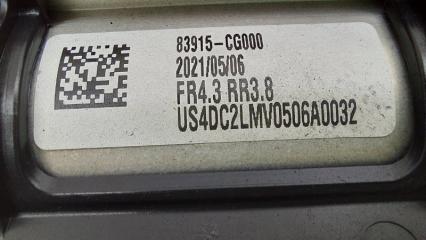 83915-CG000
2021/05/06
FR4.3 RR3.8
US4DC2LMV0506A0032